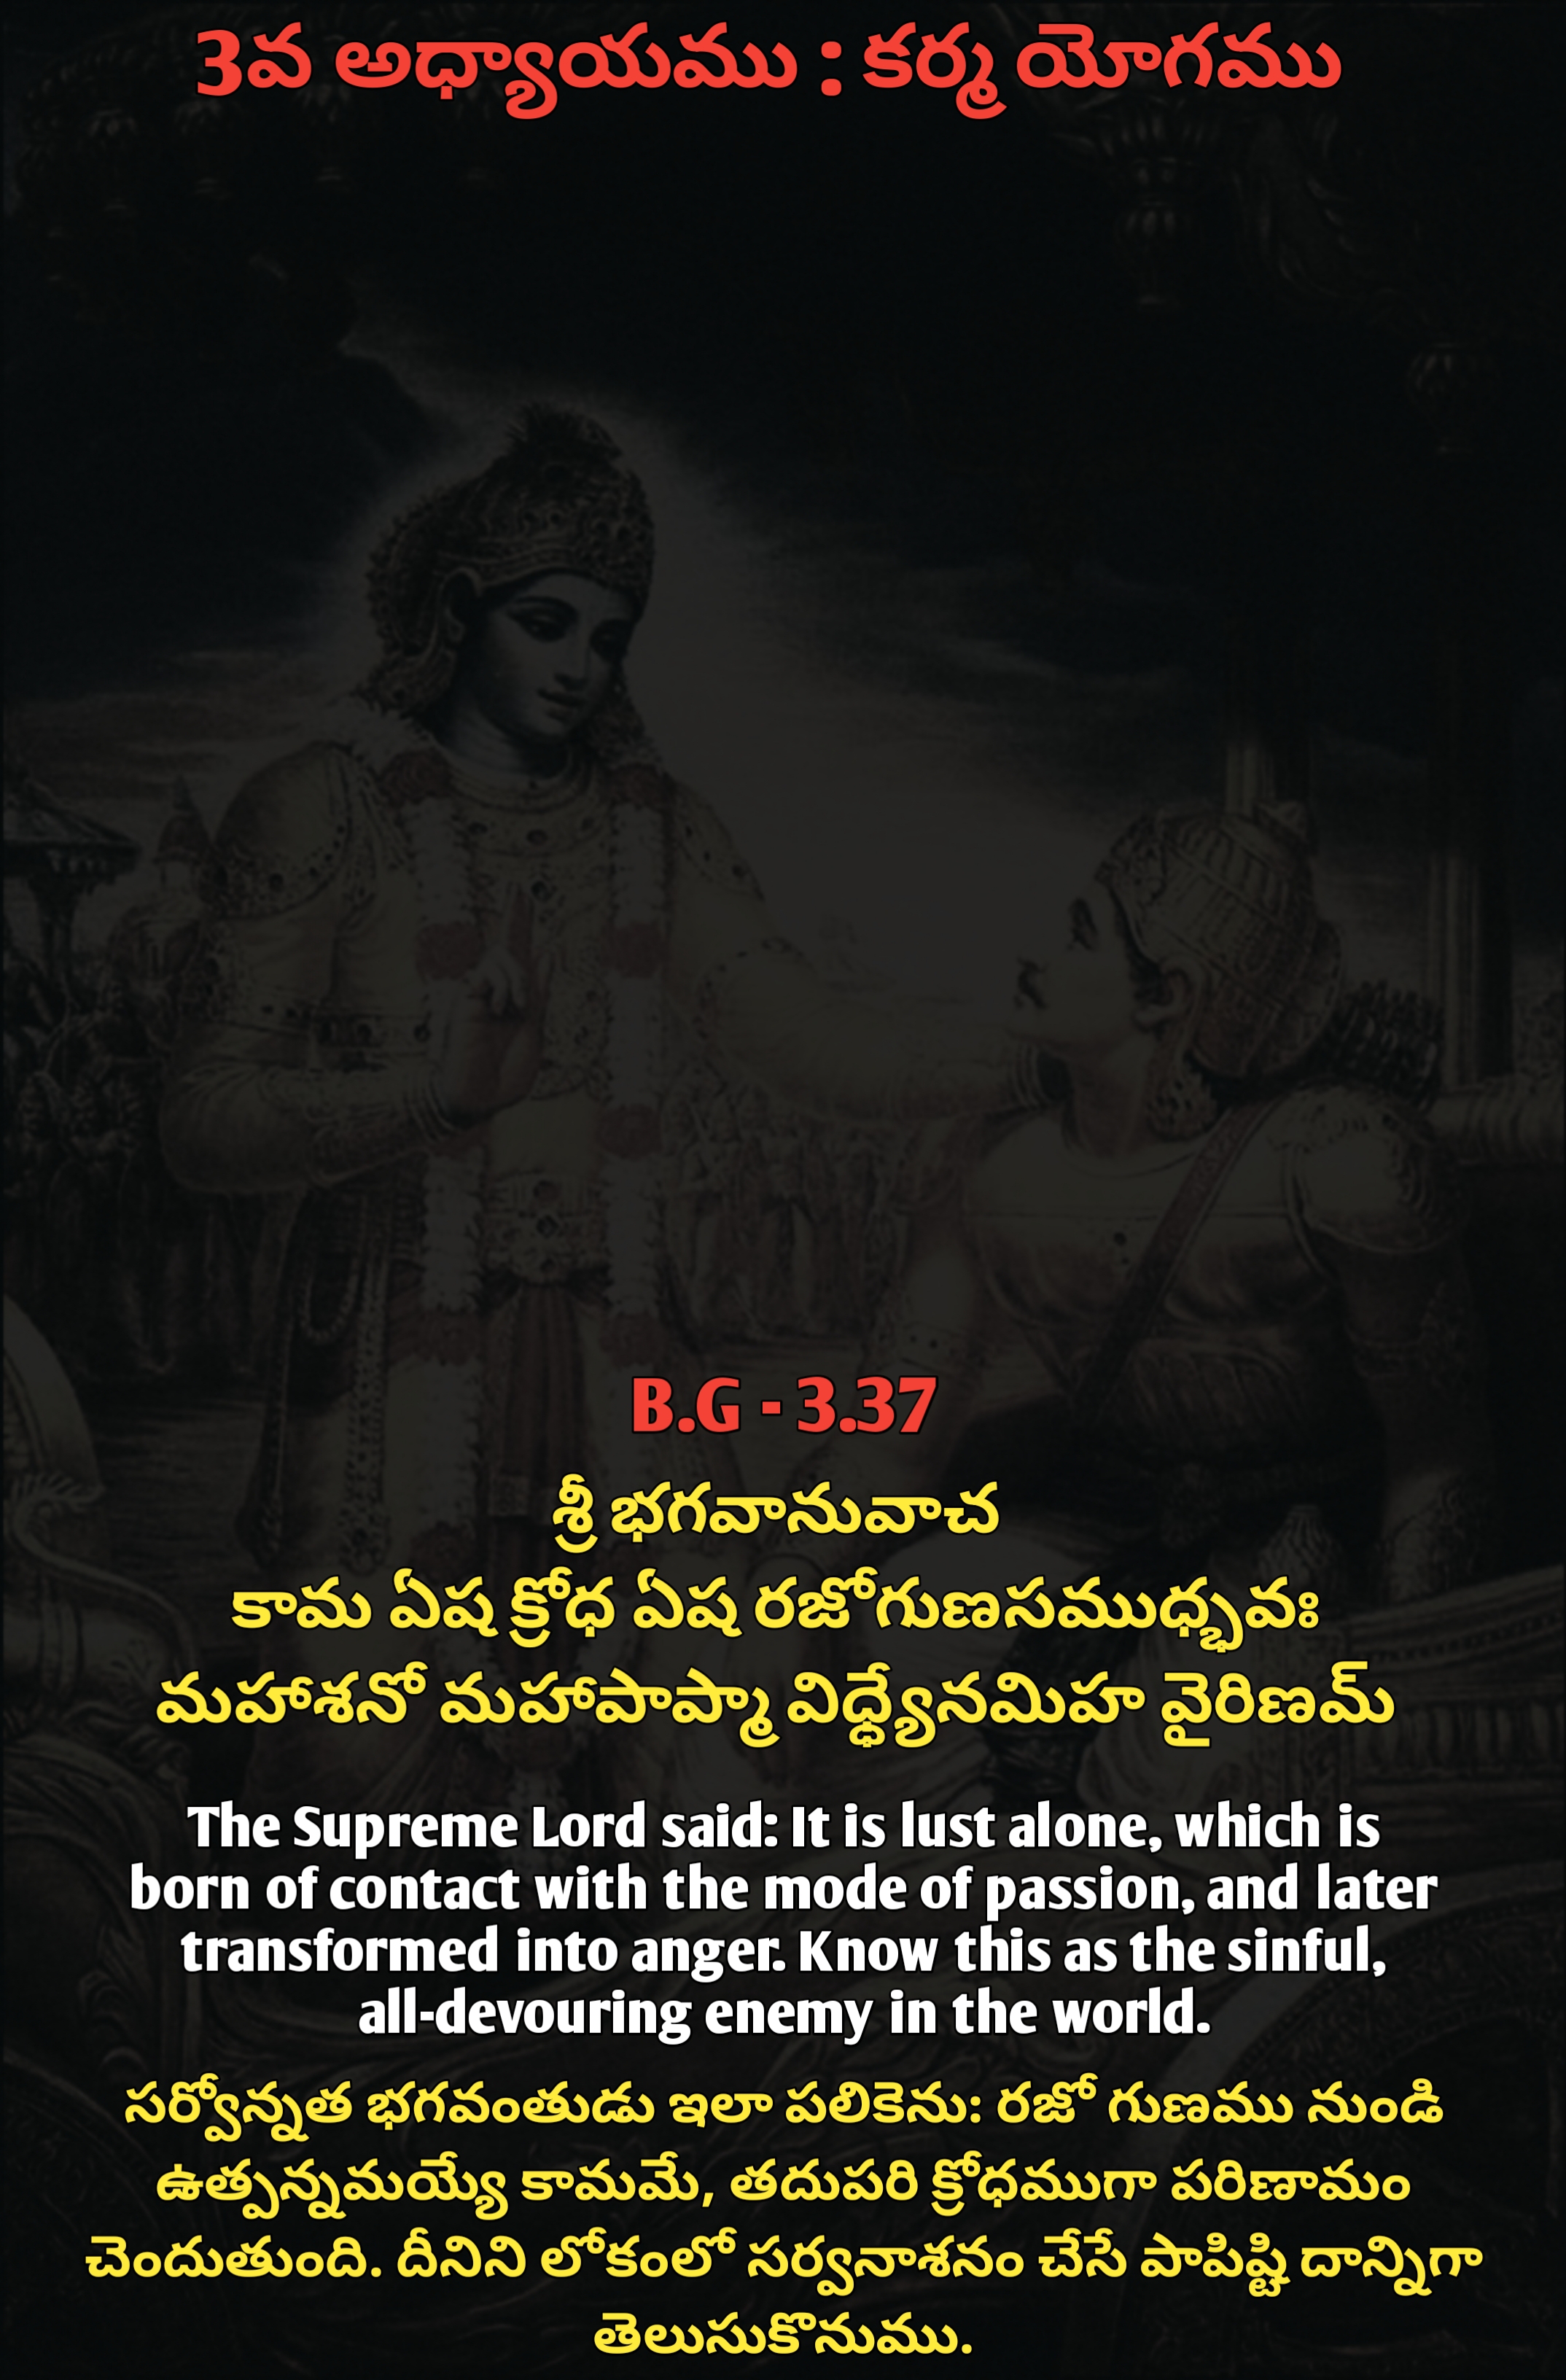 3వ అధ్యాయము : కర్మ యోగము
B.G - 3.37
శ్రీ భగవానువాచ
కామ ఏష క్రోధ ఏష రజోగుణసముద్భవః
మహాశనో మహాపాప్మా విద్ధ్యేనమిహ వైరిణమ్
The Supreme Lord said: It is lust alone, which is
born of contact with the mode of passion, and later
transformed into anger. Know this as the sinful,
all-devouring enemy in the world.
సర్వోన్నత భగవంతుడు ఇలా పలికెను: రజో గుణము నుండి
ఉత్పన్నమయ్యే కామమే, తదుపరి క్రోధముగా పరిణామం
చెందుతుంది. దీనిని లోకంలో సర్వనాశనం చేసే పాపిష్టి దాన్నిగా
తెలుసుకొనుము.